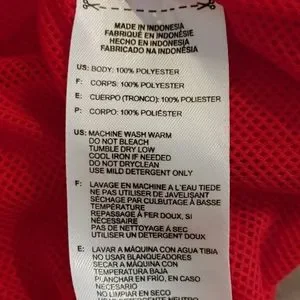 MADE IN INDONESIA
FABRIQUÉ EN INDONÉSIE
HECHO EN INDONESIA
FABRICADO NA INDONÉSIA
US: BODY: 100% POLYESTER
F: CORPS: 100% POLYESTER
E: CUERPO (TRONCO): 100% POLIÉSTER
P: CORPO: 100% POLIÉSTER
US: MACHINE WASH WARM
DO NOT BLEACH
TUMBLE DRY LOW
COOL IRON IF NEEDED
DO NOT DRYCLEAN
USE MILD DETERGENT ONLY
F: LAVAGE EN MACHINE A L'EAU TIEDE
NE PAS UTILISER DE JAVELISANT
SÉCHAGE PAR CULBUTAGE À BASSE
TEMPÉRATURE
REPASSAGE À FER DOUX, SI
NÉCESSAIRE
PAS DE NETTOYAGE À SEC
UTLISER UN DETERGENT DOUX
E: LAVAR A MÁQUINA CON AGUA TIBIA
NO USAR BLANQUEADORES
SECAR A MÁQUINA CON
TEMPERATURA BAJA
PLANCHAR EN FRÍO, EN CASO
NECESARIO
NO LIMPIAR EN SECO